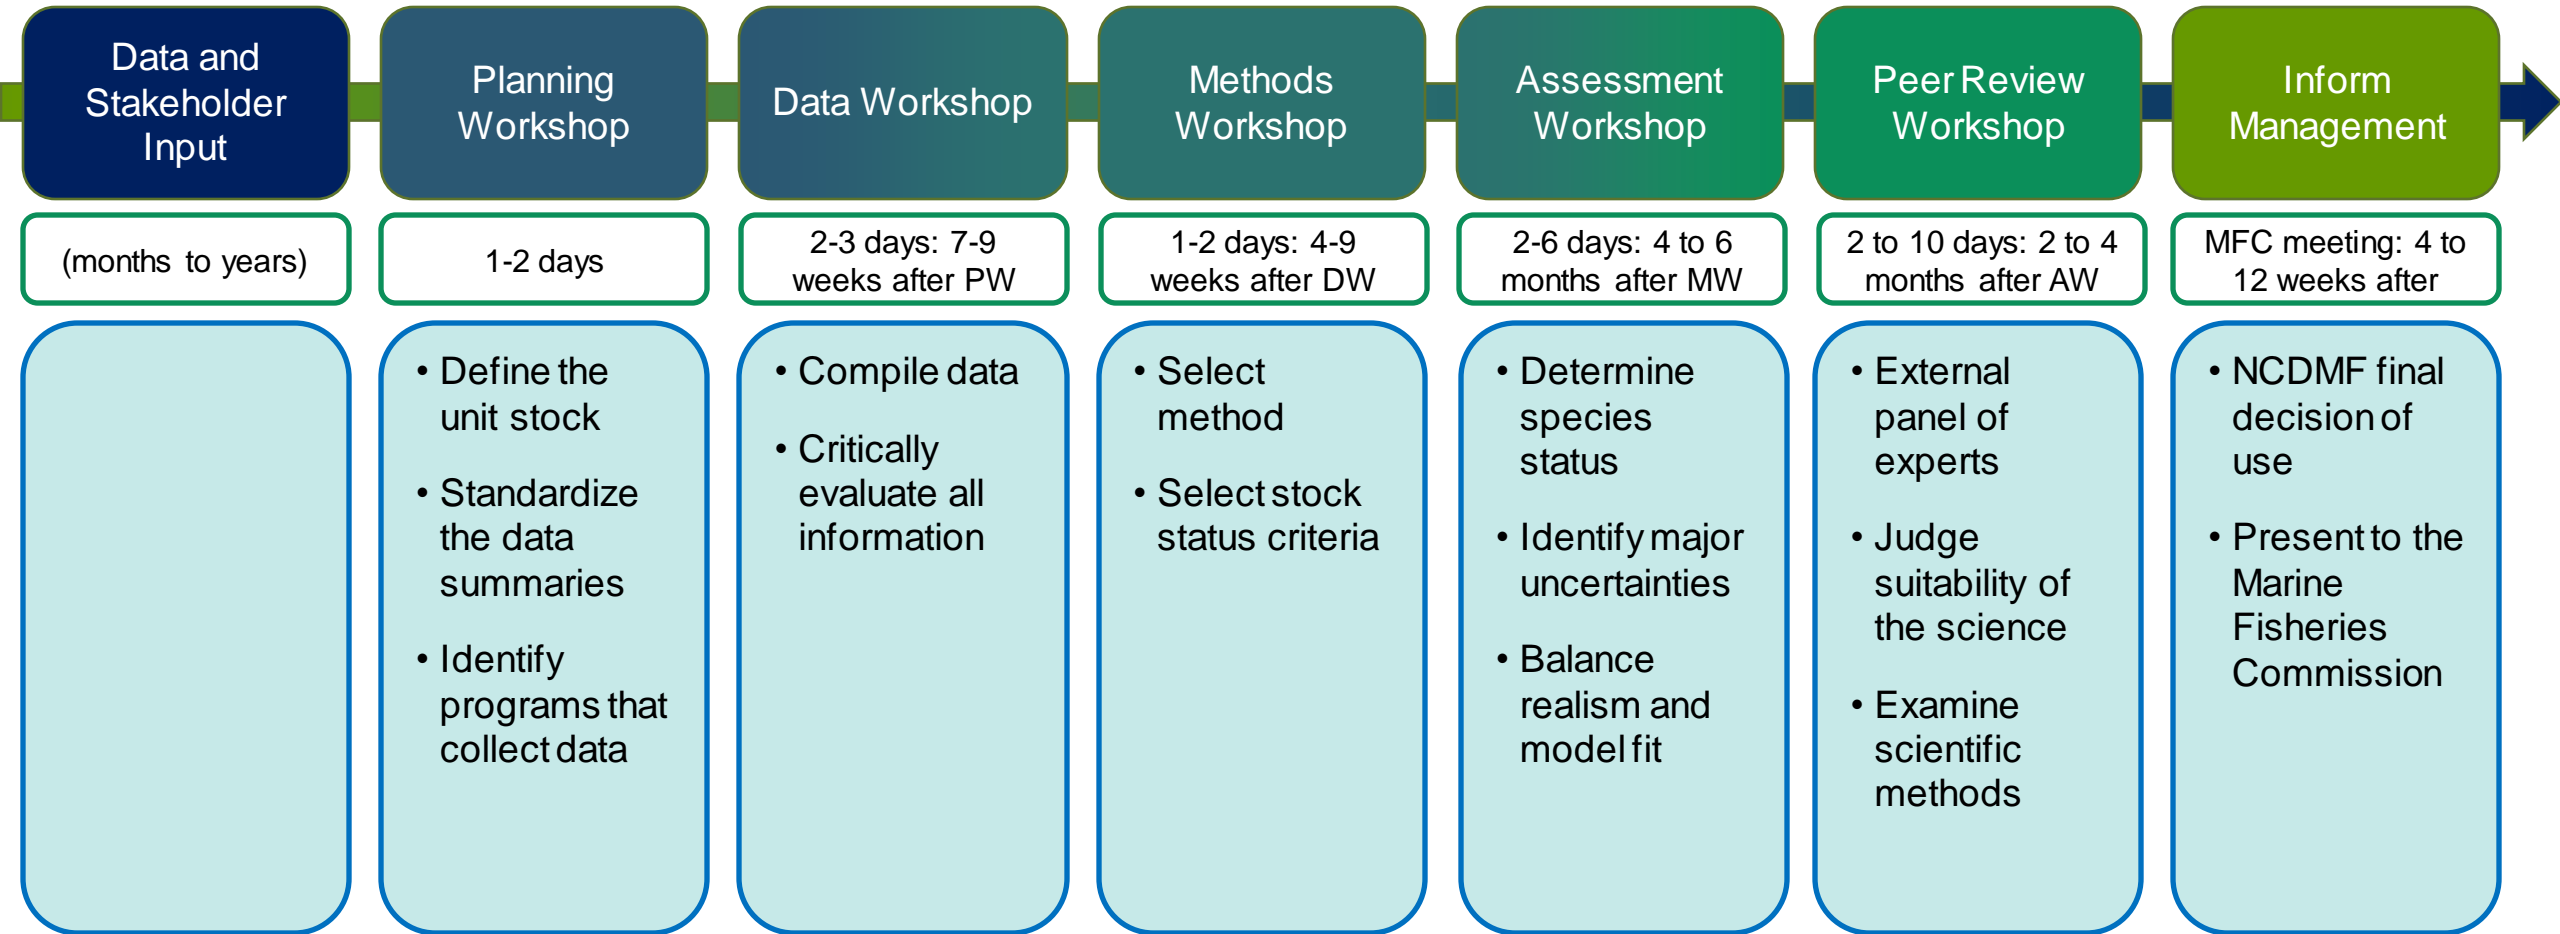 Data and
Stakeholder
Input
(months to years)
Planning
Workshop
1-2 days
• Define the
unit stock
• Standardize
the data
summaries
• Identify
programs that
collect data
Data Workshop
2-3 days: 7-9
weeks after PW
• Compile data
• Critically
evaluate all
information
Methods
Workshop
1-2 days: 4-9
weeks after DW
• Select
method
• Select stock
status criteria
Assessment
Workshop
2-6 days: 4 to 6
months after MW
• Determine
species
status
• Identify major
uncertainties
• Balance
realism and
model fit
Peer Review
Workshop
2 to 10 days: 2 to 4
months after AW
• External
panel of
experts
• Judge
suitability of
the science
• Examine
scientific
methods
Inform
Management
MFC meeting: 4 to
12 weeks after
• NCDMF final
decision of
use
• Present to the
Marine
Fisheries
Commission